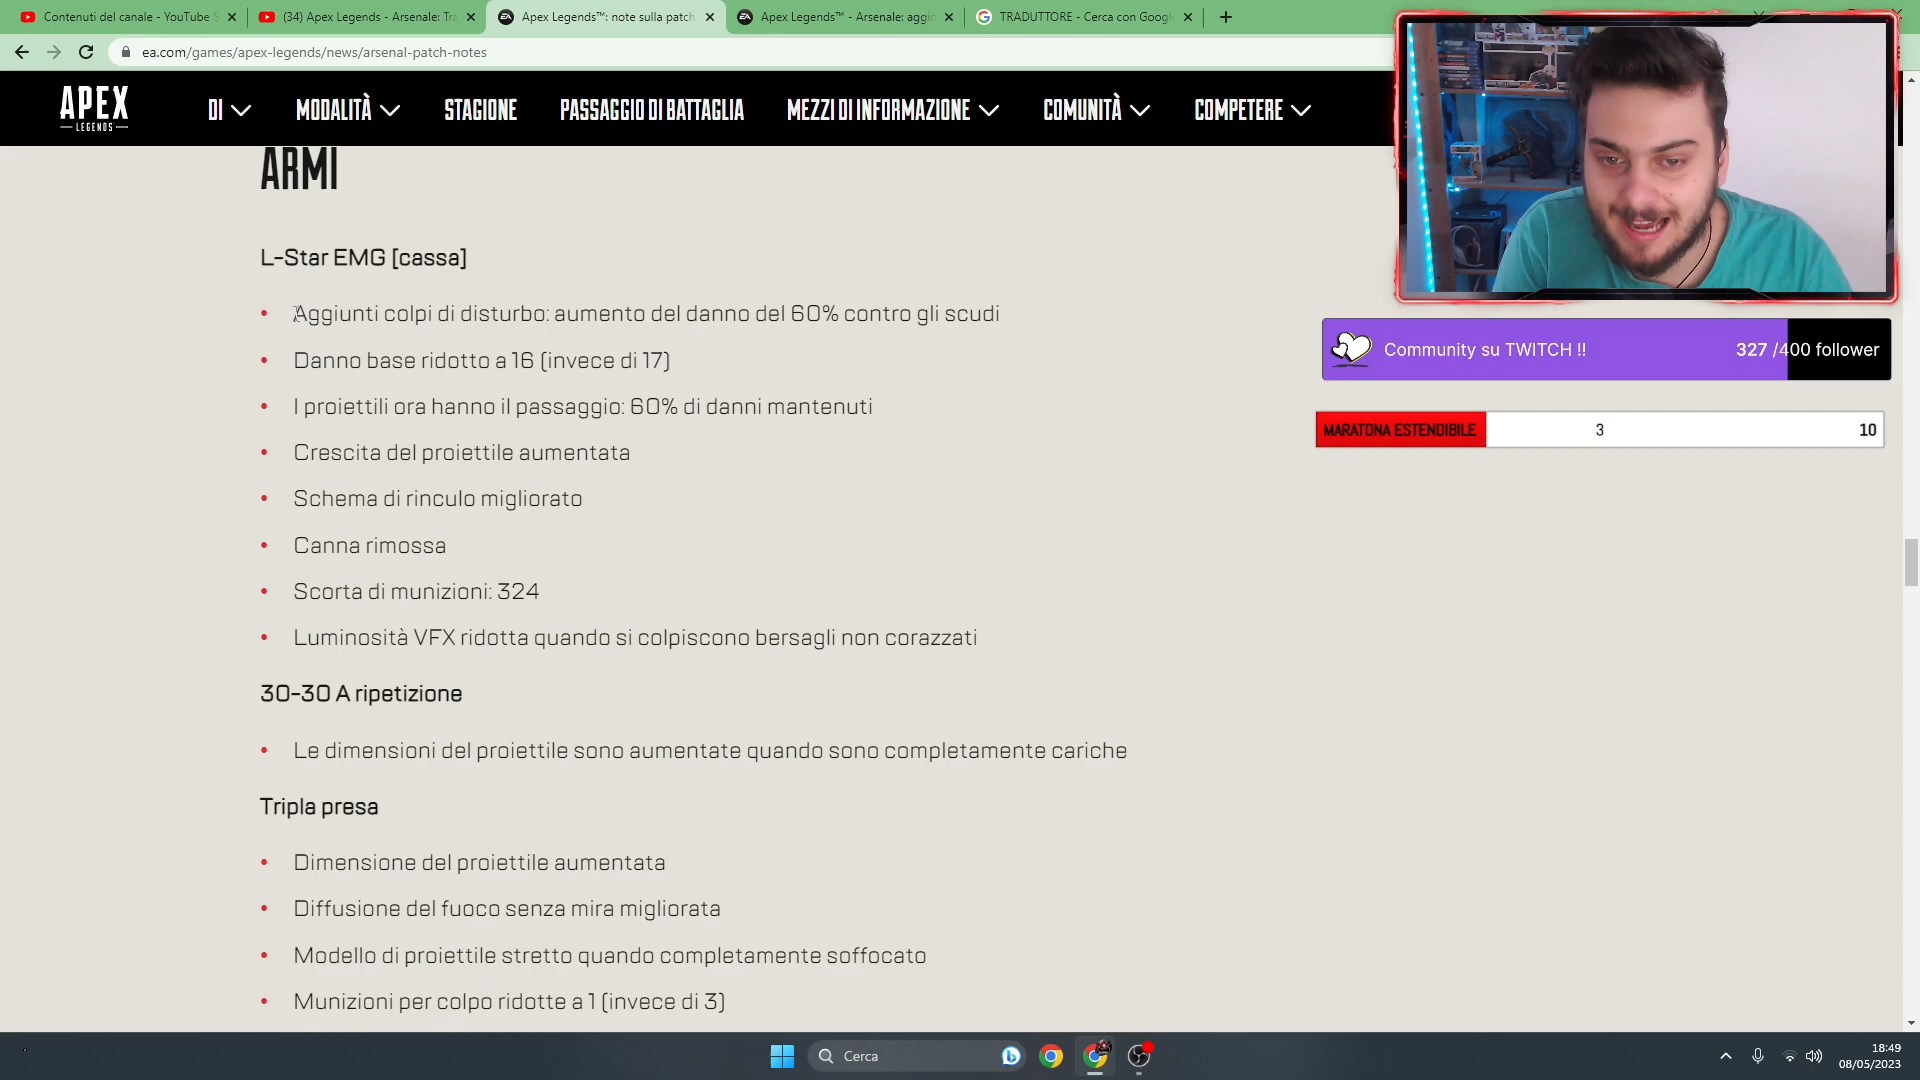 Contenuti del canale - YouTube S
(34) Apex Legends - Arsenale: Tra
Apex Legends™: note sulla patch
Apex Legends™ - Arsenale: aggio
TRADUTTORE - Cerca con Google
ea.com/games/apex-legends/news/arsenal-patch-notes
APEX
LEGENDS
DI
MODALITÀ
STAGIONE
PASSAGGIO DI BATTAGLIA
MEZZI DI INFORMAZIONE
COMUNITÀ
COMPETERE
ARMI
L-Star EMG [cassa]
• Aggiunti colpi di disturbo: aumento del danno del 60% contro gli scudi
• Danno base ridotto a 16 (invece di 17)
• I proiettili ora hanno il passaggio: 60% di danni mantenuti
• Crescita del proiettile aumentata
• Schema di rinculo migliorato
• Canna rimossa
• Scorta di munizioni: 324
• Luminosità VFX ridotta quando si colpiscono bersagli non corazzati
30-30 A ripetizione
• Le dimensioni del proiettile sono aumentate quando sono completamente cariche
Tripla presa
• Dimensione del proiettile aumentata
• Diffusione del fuoco senza mira migliorata
• Modello di proiettile stretto quando completamente soffocato
• Munizioni per colpo ridotte a 1 (invece di 3)
Community su TWITCH !!
327 /400 follower
MARATONA ESTENDIBILE
3
10
Cerca
18:49
08/05/2023